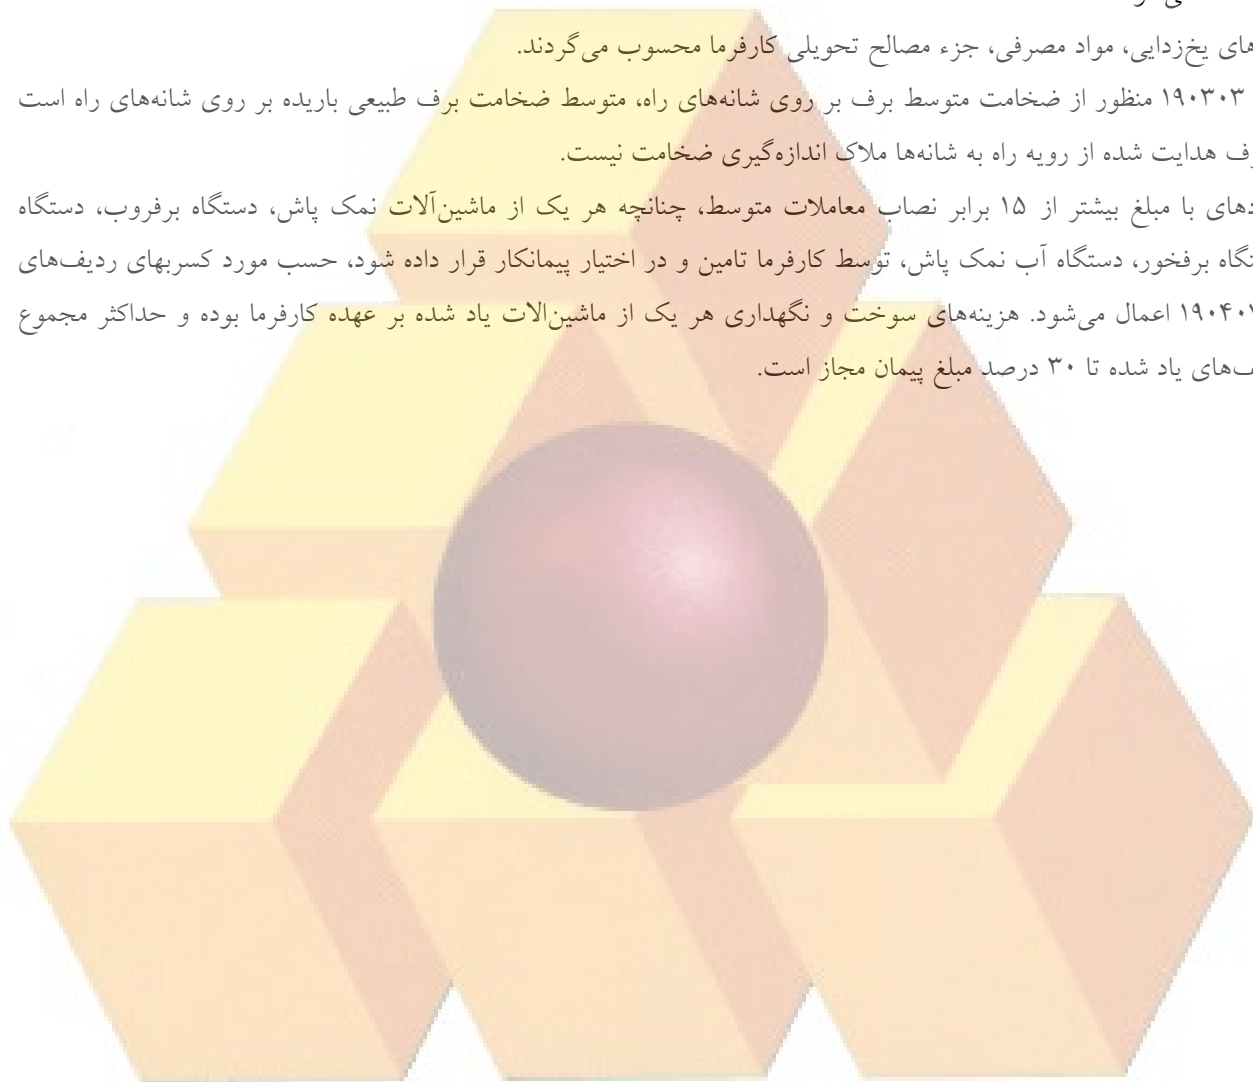 های یخ‌زدایی، مواد مصرفی، جزء مصالح تحویلی کارفرما محسوب می‌گردند.
۱۹۰۳۰۳ منظور از ضخامت متوسط برف بر روی شانه‌های راه، متوسط ضخامت برف طبیعی باریده بر روی شانه‌های راه است
هدایت شده از رویه راه به شانه‌ها ملاک اندازه‌گیری ضخامت نیست.
با مبلغ بیشتر از ۱۵ برابر نصاب معاملات متوسط، چنانچه هر یک از ماشین‌آلات نمک پاش، دستگاه برفروب، دستگاه
برفخور، دستگاه آب نمک پاش، توسط کارفرما تامین و در اختیار پیمانکار قرار داده شود، حسب مورد کسربهای ردیف‌های
اعمال می‌شود. هزینه‌های سوخت و نگهداری هر یک از ماشین‌الات یاد شده بر عهده کارفرما بوده و حداکثر مجموع
های یاد شده تا ۳۰ درصد مبلغ پیمان مجاز است.